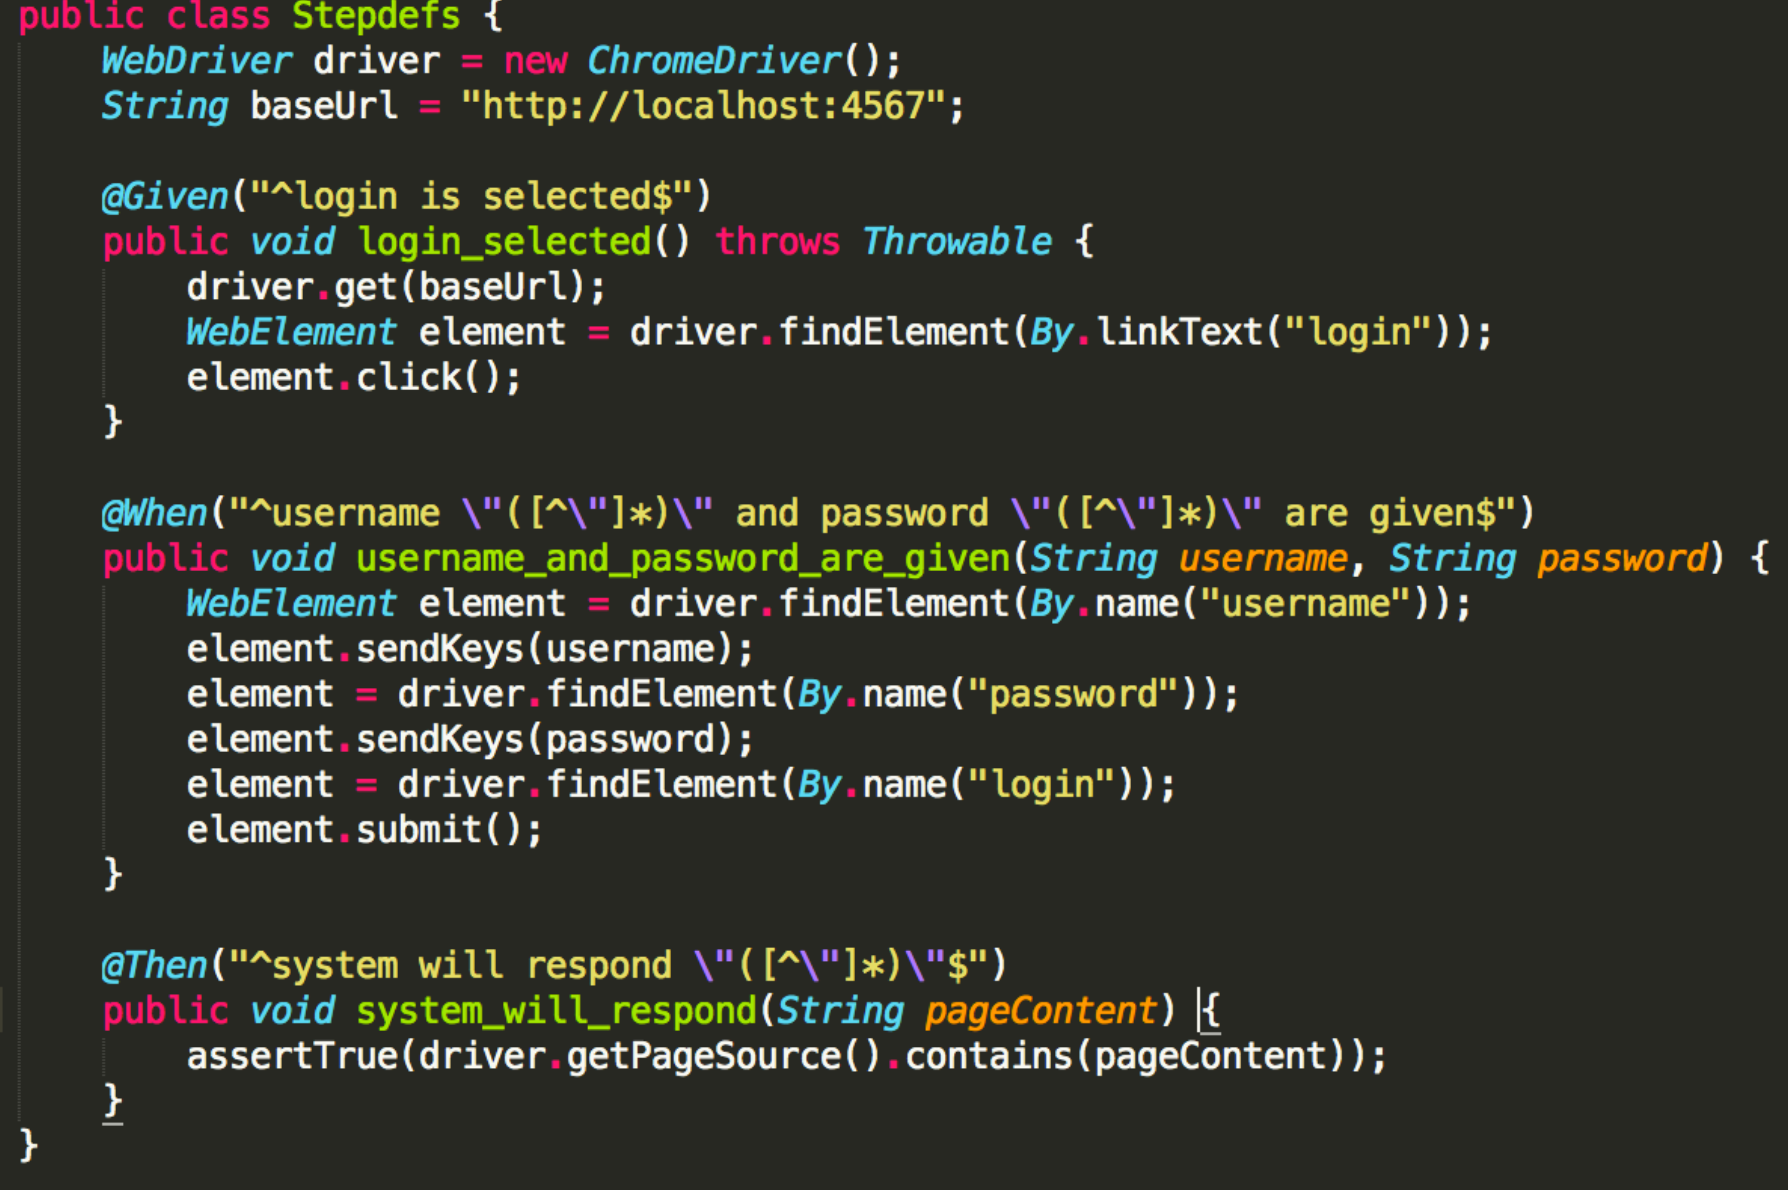 public class Stepdefs {
    WebDriver driver = new ChromeDriver();
    String baseUrl = "http://localhost:4567";

    @Given("^login is selected$")
    public void login_selected() throws Throwable {
        driver.get(baseUrl);
        WebElement element = driver.findElement(By.linkText("login"));
        element.click();
    }

    @When("^username \"([^\"]*)\" and password \"([^\"]*)\" are given$")
    public void username_and_password_are_given(String username, String password) {
        WebElement element = driver.findElement(By.name("username"));
        element.sendKeys(username);
        element = driver.findElement(By.name("password"));
        element.sendKeys(password);
        element = driver.findElement(By.name("login"));
        element.submit();
    }

    @Then("^system will respond \"([^\"]*)\"$")
    public void system_will_respond(String pageContent) {
        assertTrue(driver.getPageSource().contains(pageContent));
    }
}